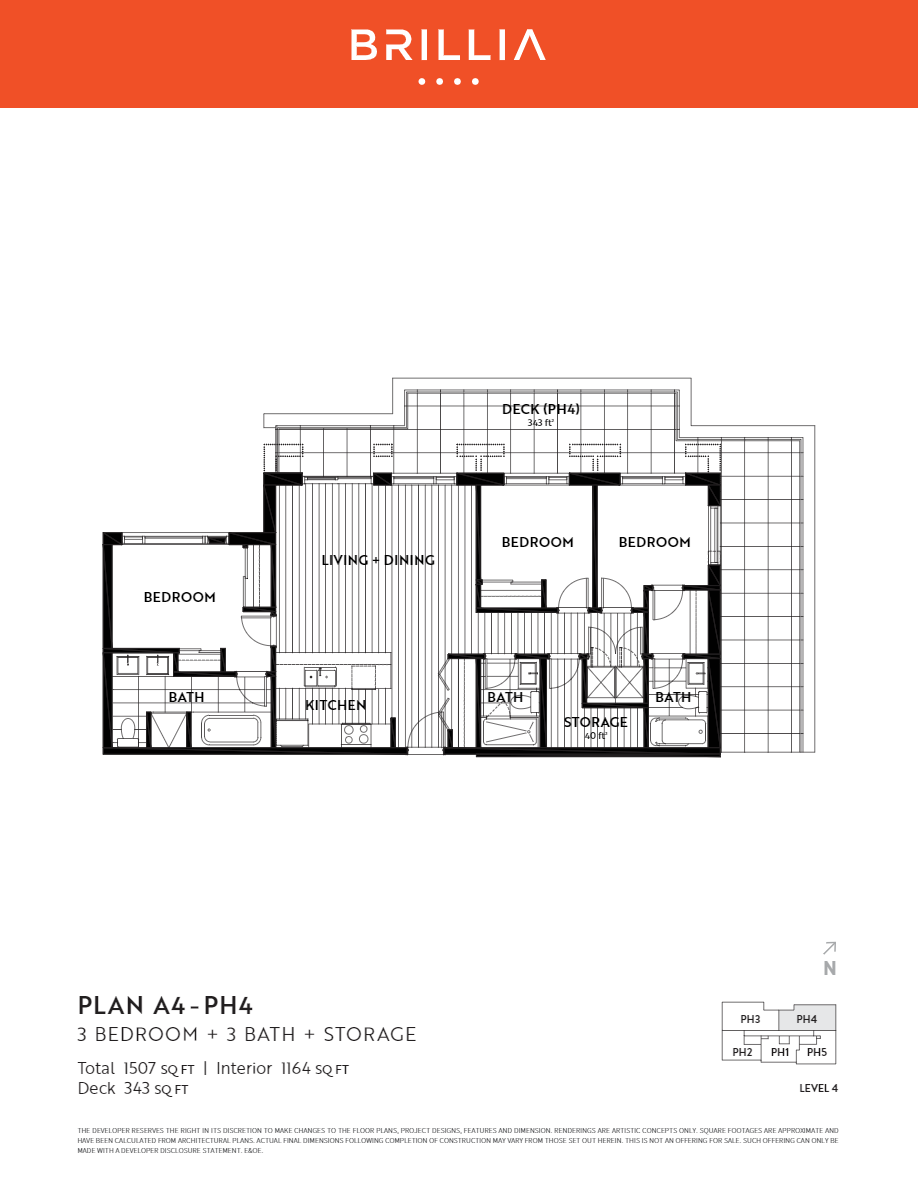 BRILLIA
DECK (PH4)
343 ft²
BEDROOM
BEDROOM
LIVING + DINING
BEDROOM
BATH
BATH
BATH
KITCHEN
STORAGE
40 ft²
N
PLAN A4-PH4
3 BEDROOM + 3 BATH + STORAGE
Total 1507 SQ FT | Interior 1164 SQ FT
Deck 343 SQ FT
PH3
PH4
PH2
PH1
PH5
LEVEL 4
THE DEVELOPER RESERVES THE RIGHT IN ITS DISCRETION TO MAKE CHANGES TO THE FLOOR PLANS, PROJECT DESIGNS, FEATURES AND DIMENSION. RENDERINGS ARE ARTISTIC CONCEPTS ONLY. SQUARE FOOTAGES ARE APPROXIMATE AND
HAVE BEEN CALCULATED FROM ARCHITECTURAL PLANS. ACTUAL FINAL DIMENSIONS FOLLOWING COMPLETION OF CONSTRUCTION MAY VARY FROM THOSE SET OUT HEREIN. THIS IS NOT AN OFFERING FOR SALE. SUCH OFFERING CAN ONLY BE
MADE WITH A DEVELOPER DISCLOSURE STATEMENT. E&OE.